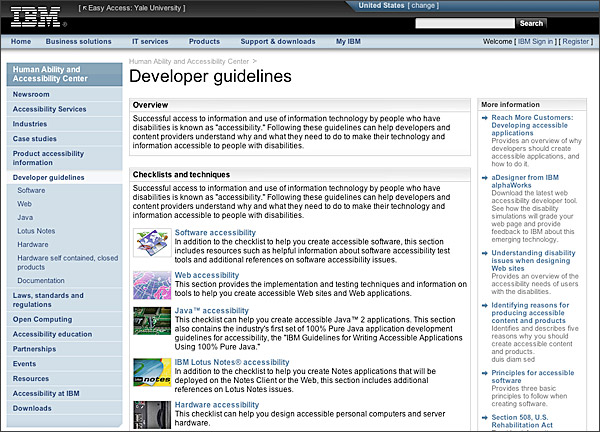 IBM®
[ Easy Access: Yale University ]
United States [ change ]
Search
Home Business solutions IT services Products Support & downloads My IBM
Welcome [ IBM Sign in ] [ Register ]
Human Ability and
Accessibility Center
Newsroom
Accessibility Services
Industries
Case studies
Product accessibility
information
Developer guidelines
Software
Web
Java
Lotus Notes
Hardware
Hardware self contained, closed
products
Documentation
Laws, standards and
regulations
Open Computing
Accessibility education
Partnerships
Events
Resources
Accessibility at IBM
Downloads
Human Ability and Accessibility Center >
Developer guidelines
Overview
Successful access to information and use of information technology by people who have
disabilities is known as "accessibility." Following these guidelines can help developers and
content providers understand why and what they need to do to make their technology and
information accessible to people with disabilities.
Checklists and techniques
Successful access to information and use of information technology by people who have
disabilities is known as "accessibility." Following these guidelines can help developers and
content providers understand why and what they need to do to make their technology and
information accessible to people with disabilities.
Software accessibility
In addition to the checklist to help you create accessible software, this section
includes resources such as helpful information about software accessibility test
tools and additional references on software accessibility issues.
Web accessibility
This section provides the implementation and testing techniques and information on
tools to help you create accessible Web sites and Web applications.
Java™ accessibility
This checklist can help you create accessible Java™ 2 applications. This section
also contains the industry's first set of 100% Pure Java application development
guidelines for accessibility, the "IBM Guidelines for Writing Accessible Applications
Using 100% Pure Java."
notes
IBM Lotus Notes® accessibility
In addition to the checklist to help you create Notes applications that will be
deployed on the Notes Client or the Web, this section includes additional
references on Lotus Notes issues.
Hardware accessibility
This checklist can help you design accessible personal computers and server
hardware.
More information
Reach More Customers:
Developing accessible
applications
Provides an overview of
why developers should
create accessible
applications, and
how to do it.
aDesigner from IBM
alphaWorks
Download the latest web
accessibility developer tool.
See how the disability
simulations will grade your
web page and provide
feedback to IBM about this
emerging technology.
Understanding disability
issues when designing
Web sites
Provides an overview of the
accessibility needs of users
with the disabilities.
Identifying reasons for
producing accessible
content and products
Identifies and describes five
reasons why you should
create accessible content
and products.
duis diam sed
Principles for accessible
software
Provides three basic
principles to follow when
creating software.
Section 508, U.S.
Rehabilitation Act